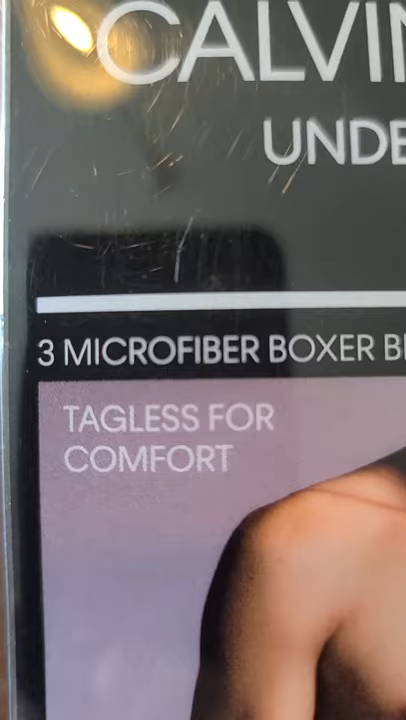 CALVIN
UNDE
3 MICROFIBER BOXER B
TAGLESS FOR
COMFORT